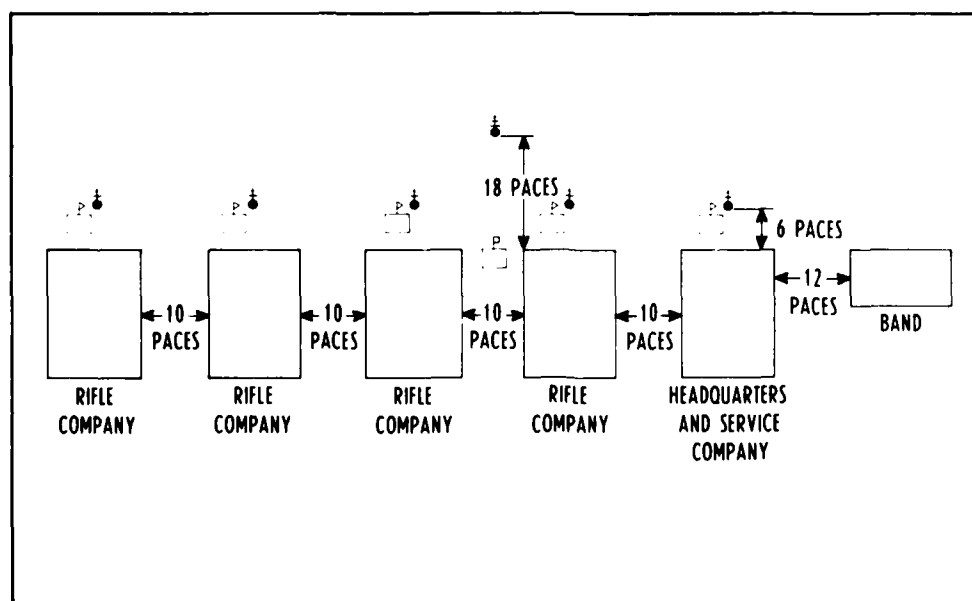 18 PACES
P
P
P
P
P
6 PACES
P
10
PACES
10
PACES
10
PACES
10
PACES
12
PACES
BAND
RIFLE
COMPANY
RIFLE
COMPANY
RIFLE
COMPANY
RIFLE
COMPANY
HEADQUARTERS
AND SERVICE
COMPANY